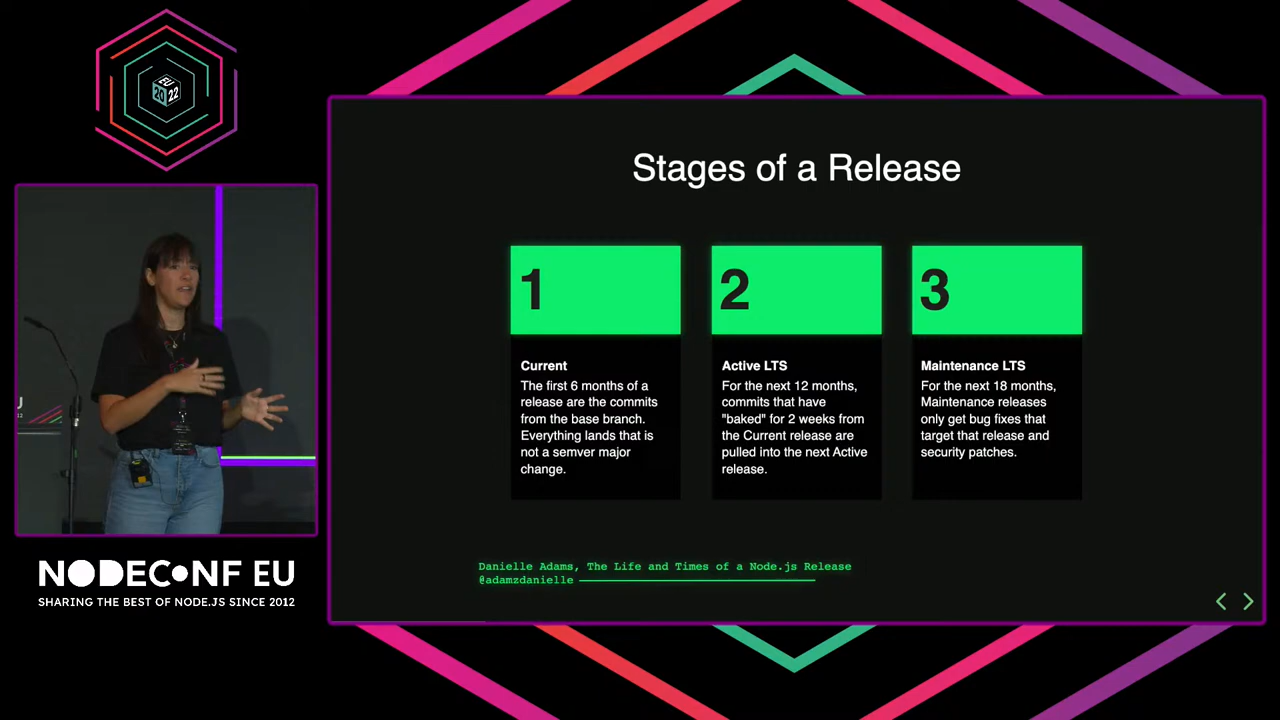 EU
20 22
Stages of a Release
1
Current
The first 6 months of a
release are the commits
from the base branch.
Everything lands that is
not a semver major
change.
2
Active LTS
For the next 12 months,
commits that have
"baked" for 2 weeks from
the Current release are
pulled into the next Active
release.
3
Maintenance LTS
For the next 18 months,
Maintenance releases
only get bug fixes that
target that release and
security patches.
Danielle Adams, The Life and Times of a Node.js Release
@adamzdanielle
NODECONF EU
SHARING THE BEST OF NODE.JS SINCE 2012